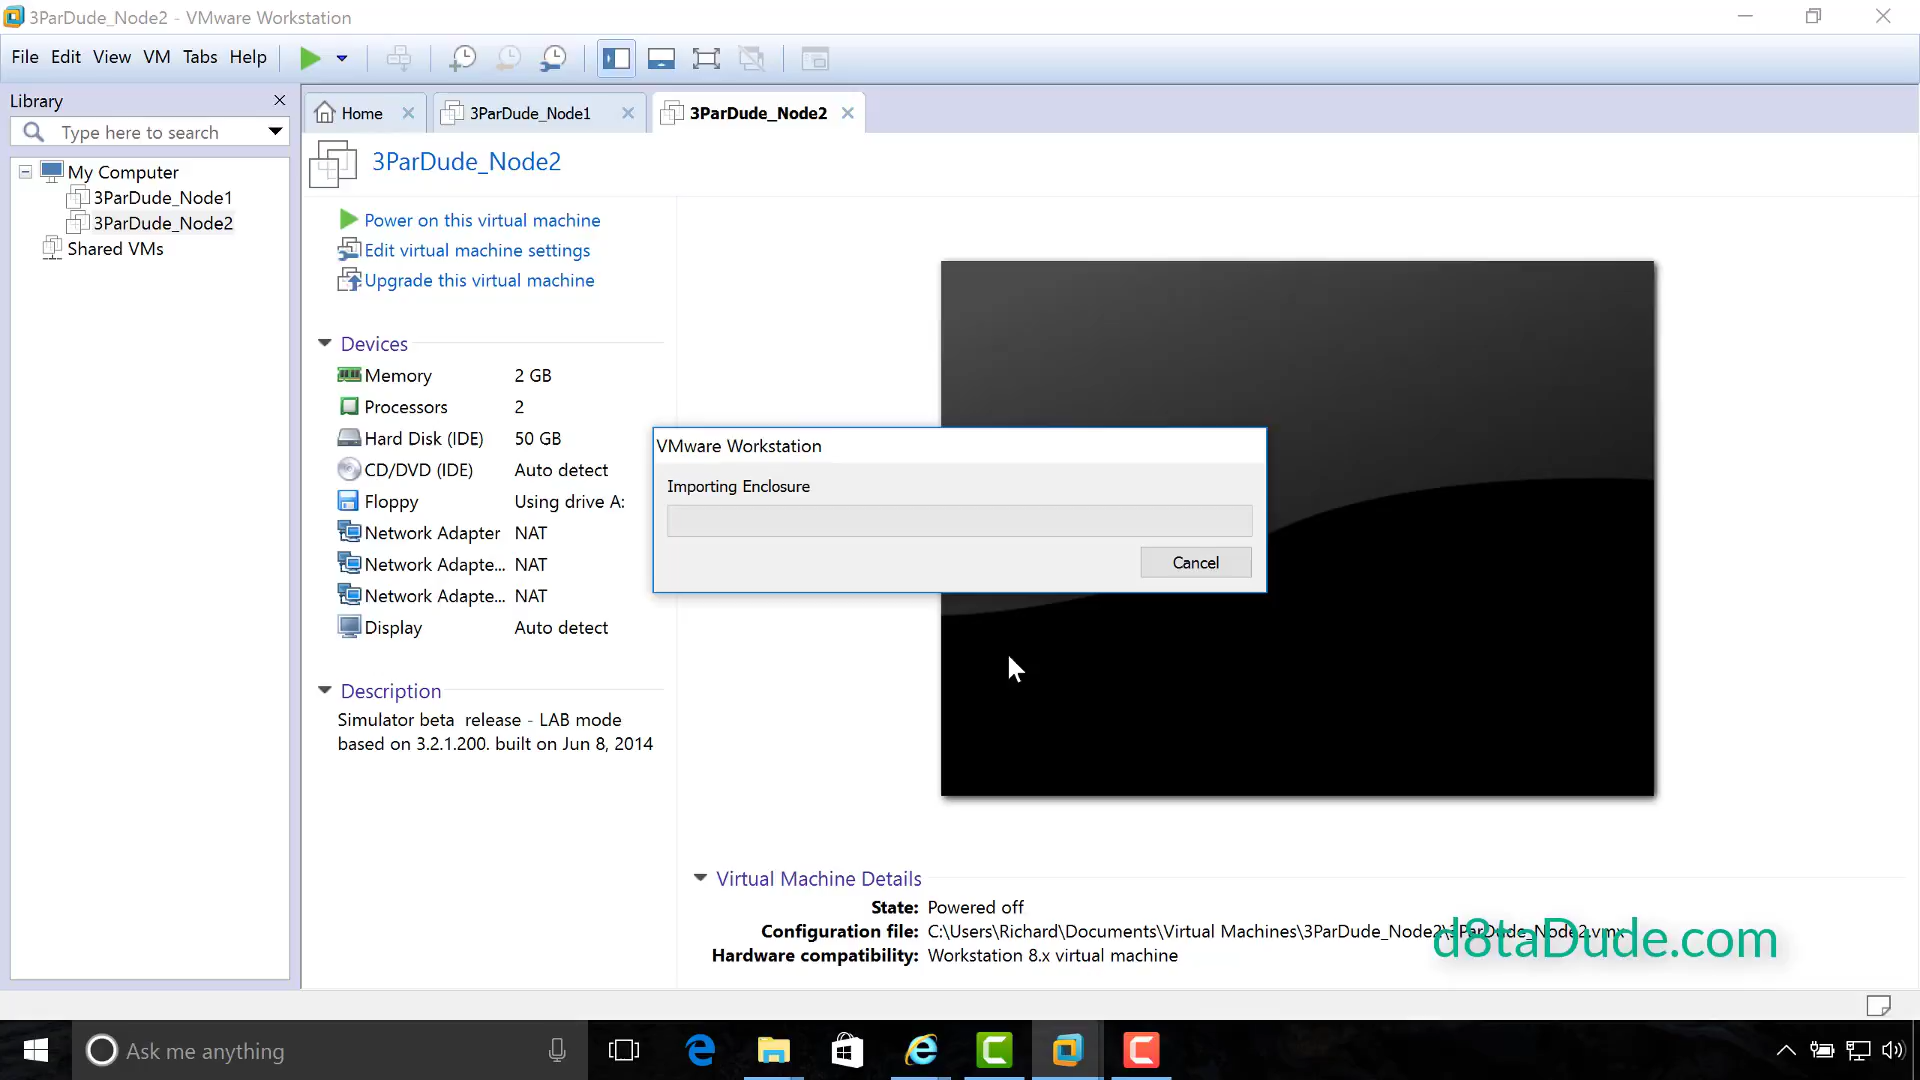 3ParDude_Node2 - VMware Workstation
File Edit View VM Tabs Help
Library
Type here to search
My Computer
3ParDude_Node1
3ParDude_Node2
Shared VMs
Home
3ParDude_Node1
3ParDude_Node2
3ParDude_Node2
Power on this virtual machine
Edit virtual machine settings
Upgrade this virtual machine
Devices
Memory 2 GB
Processors 2
Hard Disk (IDE) 50 GB
CD/DVD (IDE) Auto detect
Floppy Using drive A:
Network Adapter NAT
Network Adapte... NAT
Network Adapte... NAT
Display Auto detect
Description
Simulator beta release - LAB mode
based on 3.2.1.200. built on Jun 8, 2014
VMware Workstation
Importing Enclosure
Cancel
Virtual Machine Details
State: Powered off
Configuration file: C:\Users\Richard\Documents\Virtual Machines\3ParDude_Node2\3ParDude_Node2.vmx
Hardware compatibility: Workstation 8.x virtual machine
d8taDude.com
Ask me anything